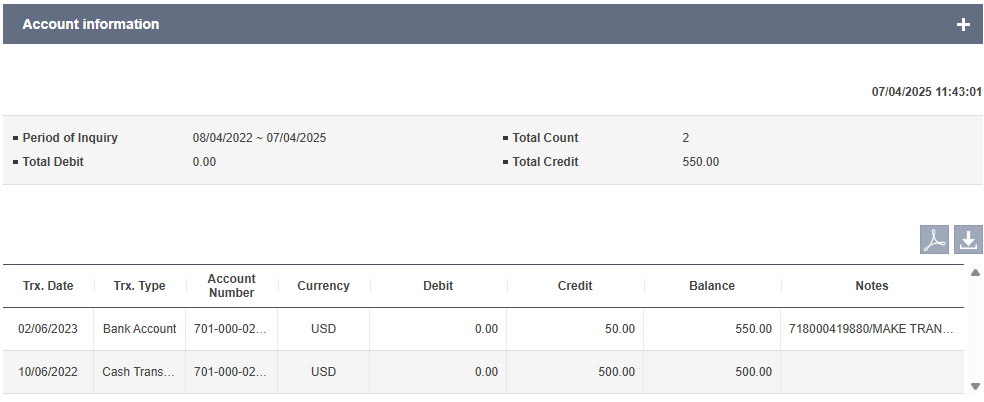 Account information
07/04/2025 11:43:01
Period of Inquiry 08/04/2022 ~ 07/04/2025 Total Count 2
Total Debit 0.00 Total Credit 550.00
Trx. Date Trx. Type Account Number Currency Debit Credit Balance Notes
02/06/2023 Bank Account 701-000-02... USD 0.00 50.00 550.00 718000419880/MAKE TRAN...
10/06/2022 Cash Trans... 701-000-02... USD 0.00 500.00 500.00